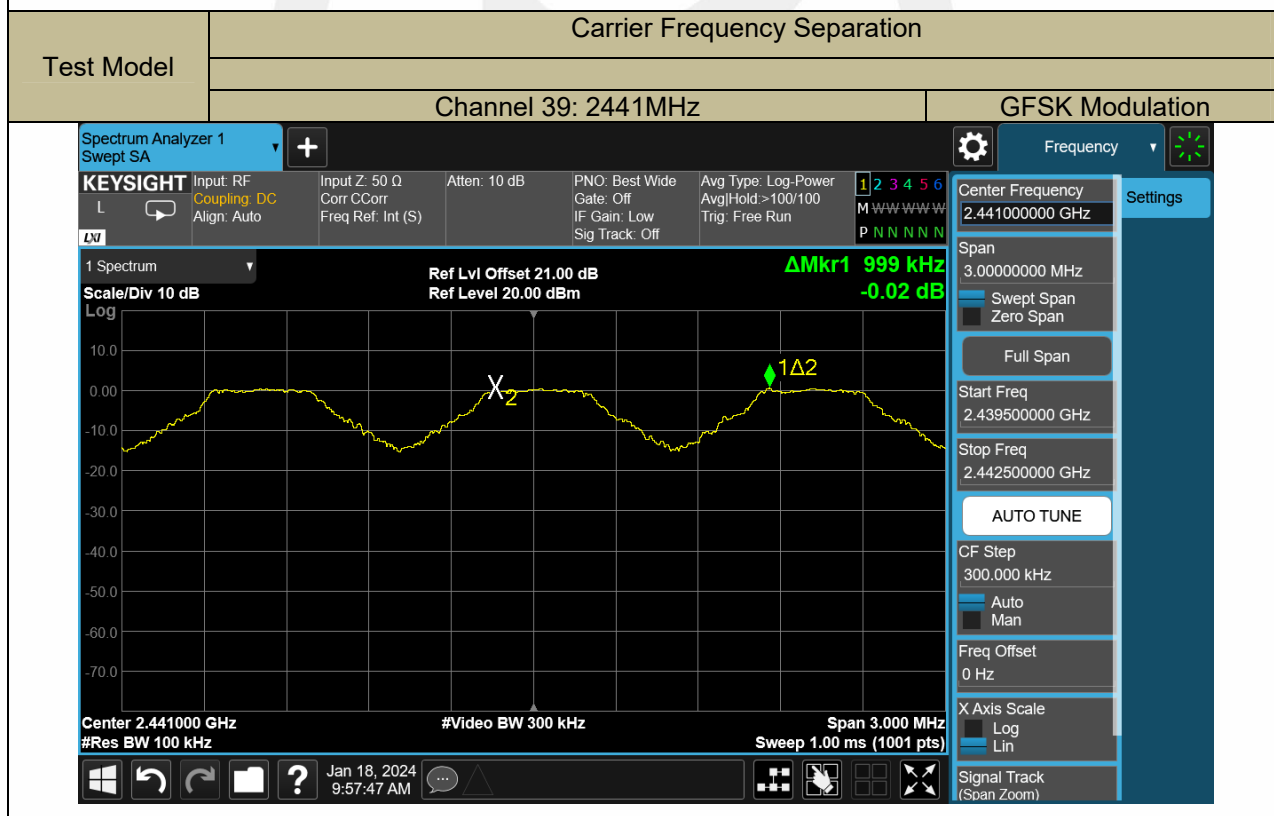 Carrier Frequency Separation
Test Model
Channel 39: 2441MHz
GFSK Modulation
Spectrum Analyzer 1
Swept SA
+
Frequency
KEYSIGHT
L
LXI
Input: RF
Coupling: DC
Align: Auto
Input Z: 50 Ω
Corr CCorr
Freq Ref: Int (S)
Atten: 10 dB
PNO: Best Wide
Gate: Off
IF Gain: Low
Sig Track: Off
Avg Type: Log-Power
Avg|Hold:>100/100
Trig: Free Run
1 2 3 4 5 6
M W W W W W
P N N N N N
1 Spectrum
Scale/Div 10 dB
Ref Lvl Offset 21.00 dB
Ref Level 20.00 dBm
ΔMkr1 999 kHz
-0.02 dB
Log
10.0
0.00
-10.0
-20.0
-30.0
-40.0
-50.0
-60.0
-70.0
X2
1Δ2
Center 2.441000 GHz
#Res BW 100 kHz
#Video BW 300 kHz
Span 3.000 MHz
Sweep 1.00 ms (1001 pts)
Center Frequency
2.441000000 GHz
Settings
Span
3.00000000 MHz
Swept Span
Zero Span
Full Span
Start Freq
2.439500000 GHz
Stop Freq
2.442500000 GHz
AUTO TUNE
CF Step
300.000 kHz
Auto
Man
Freq Offset
0 Hz
X Axis Scale
Log
Lin
Signal Track
(Span Zoom)
?
Jan 18, 2024
9:57:47 AM